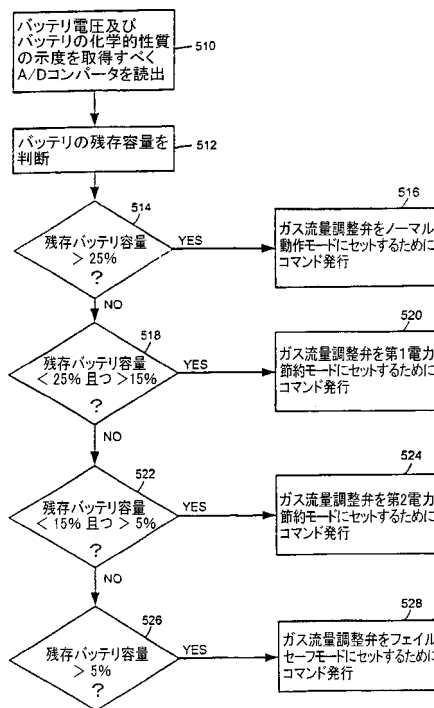 バッテリ電圧及び
バッテリの化学的性質
の示度を取得すべく
A/Dコンバータを読出
510
バッテリの残存容量を
判断
512
514
残存バッテリ容量
> 25%
?
YES
NO
516
ガス流量調整弁をノーマル
動作モードにセットするために
コマンド発行
518
残存バッテリ容量
< 25% 且つ >15%
?
YES
NO
520
ガス流量調整弁を第1電力
節約モードにセットするために
コマンド発行
522
残存バッテリ容量
< 15% 且つ > 5%
?
YES
NO
524
ガス流量調整弁を第2電力
節約モードにセットするために
コマンド発行
526
残存バッテリ容量
> 5%
?
YES
528
ガス流量調整弁をフェイル
セーフモードにセットするために
コマンド発行